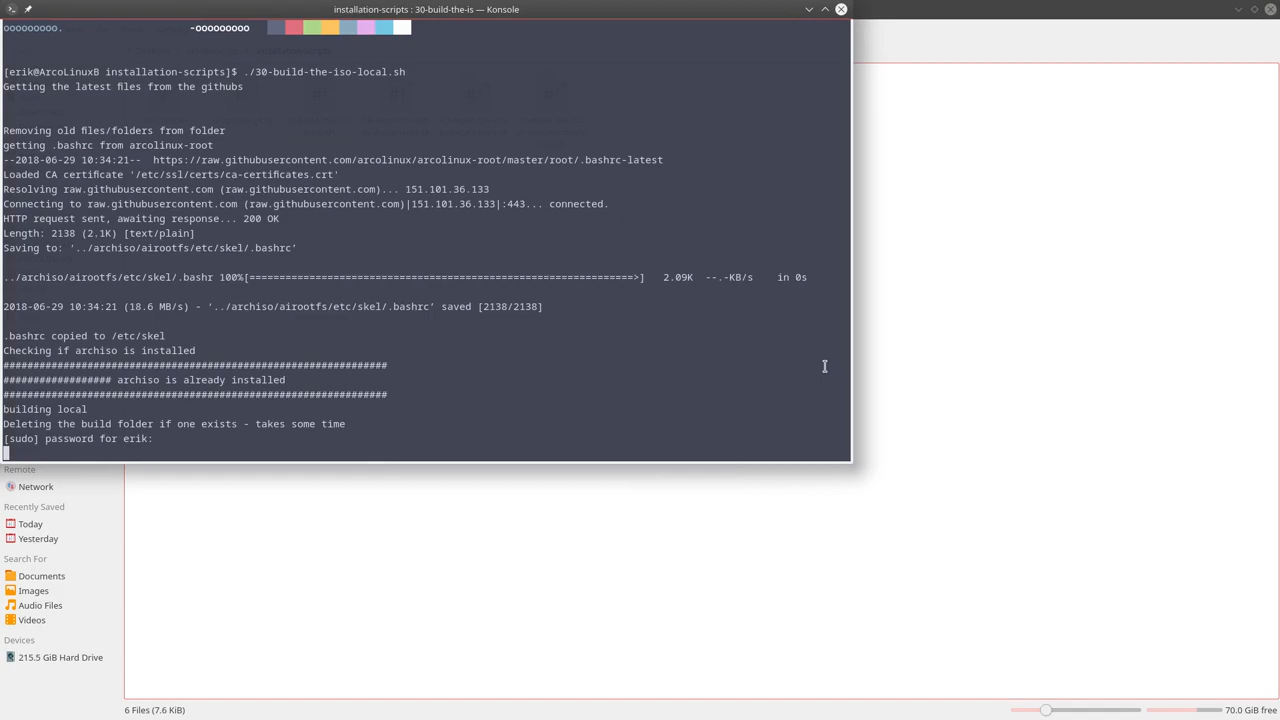 installation-scripts : 30-build-the-is — Konsole
ooooooooo. -ooooooooo
[erik@ArcoLinuxB installation-scripts]$ ./30-build-the-iso-local.sh
Getting the latest files from the githubs
Removing old files/folders from folder
getting .bashrc from arcolinux-root
--2018-06-29 10:34:21-- https://raw.githubusercontent.com/arcolinux/arcolinux-root/master/root/.bashrc-latest
Loaded CA certificate '/etc/ssl/certs/ca-certificates.crt'
Resolving raw.githubusercontent.com (raw.githubusercontent.com)... 151.101.36.133
Connecting to raw.githubusercontent.com (raw.githubusercontent.com)|151.101.36.133|:443... connected.
HTTP request sent, awaiting response... 200 OK
Length: 2138 (2.1K) [text/plain]
Saving to: ‘../archiso/airootfs/etc/skel/.bashrc’
../archiso/airootfs/etc/skel/.bashr 100%[================================================================>] 2.09K --.-KB/s in 0s
2018-06-29 10:34:21 (18.6 MB/s) - ‘../archiso/airootfs/etc/skel/.bashrc’ saved [2138/2138]
.bashrc copied to /etc/skel
Checking if archiso is installed
################################################################
################## archiso is already installed
################################################################
building local
Deleting the build folder if one exists - takes some time
[sudo] password for erik:
Remote
Network
Recently Saved
Today
Yesterday
Search For
Documents
Images
Audio Files
Videos
Devices
215.5 GiB Hard Drive
6 Files (7.6 KiB)
70.0 GiB free